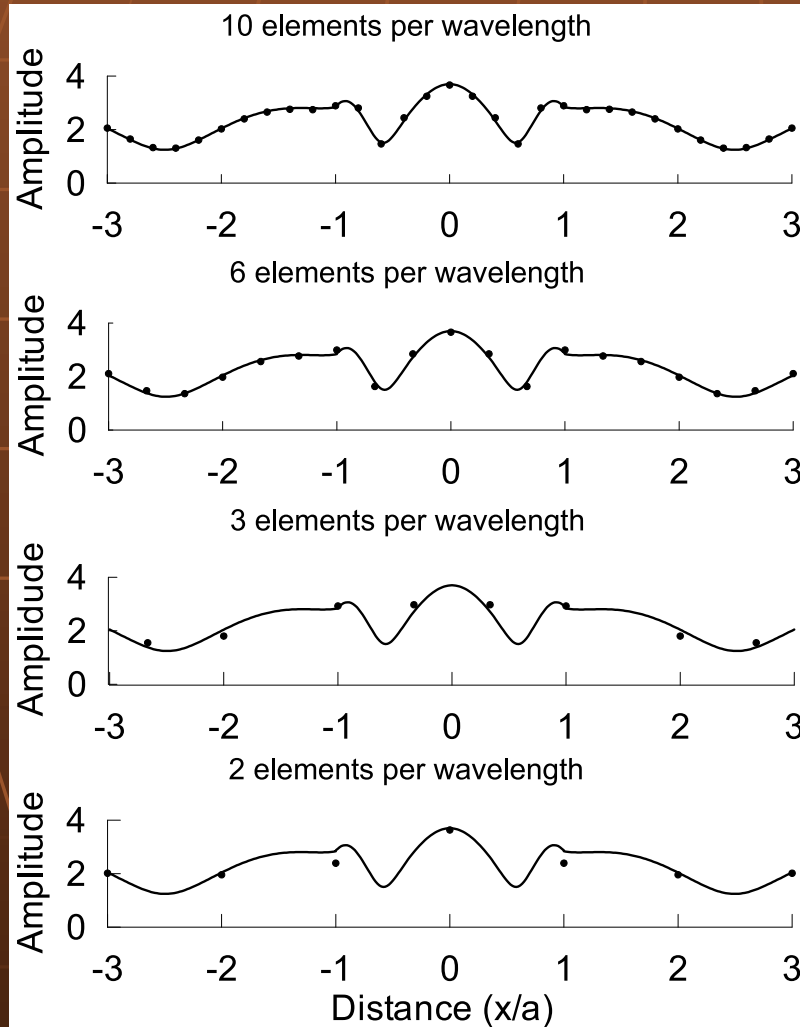 10 elements per wavelength
Amplitude
4
2
0
-3 -2 -1 0 1 2 3
6 elements per wavelength
Amplitude
4
2
0
-3 -2 -1 0 1 2 3
3 elements per wavelength
Amplidude
4
2
0
-3 -2 -1 0 1 2 3
2 elements per wavelength
Amplitude
4
2
0
-3 -2 -1 0 1 2 3
Distance (x/a)